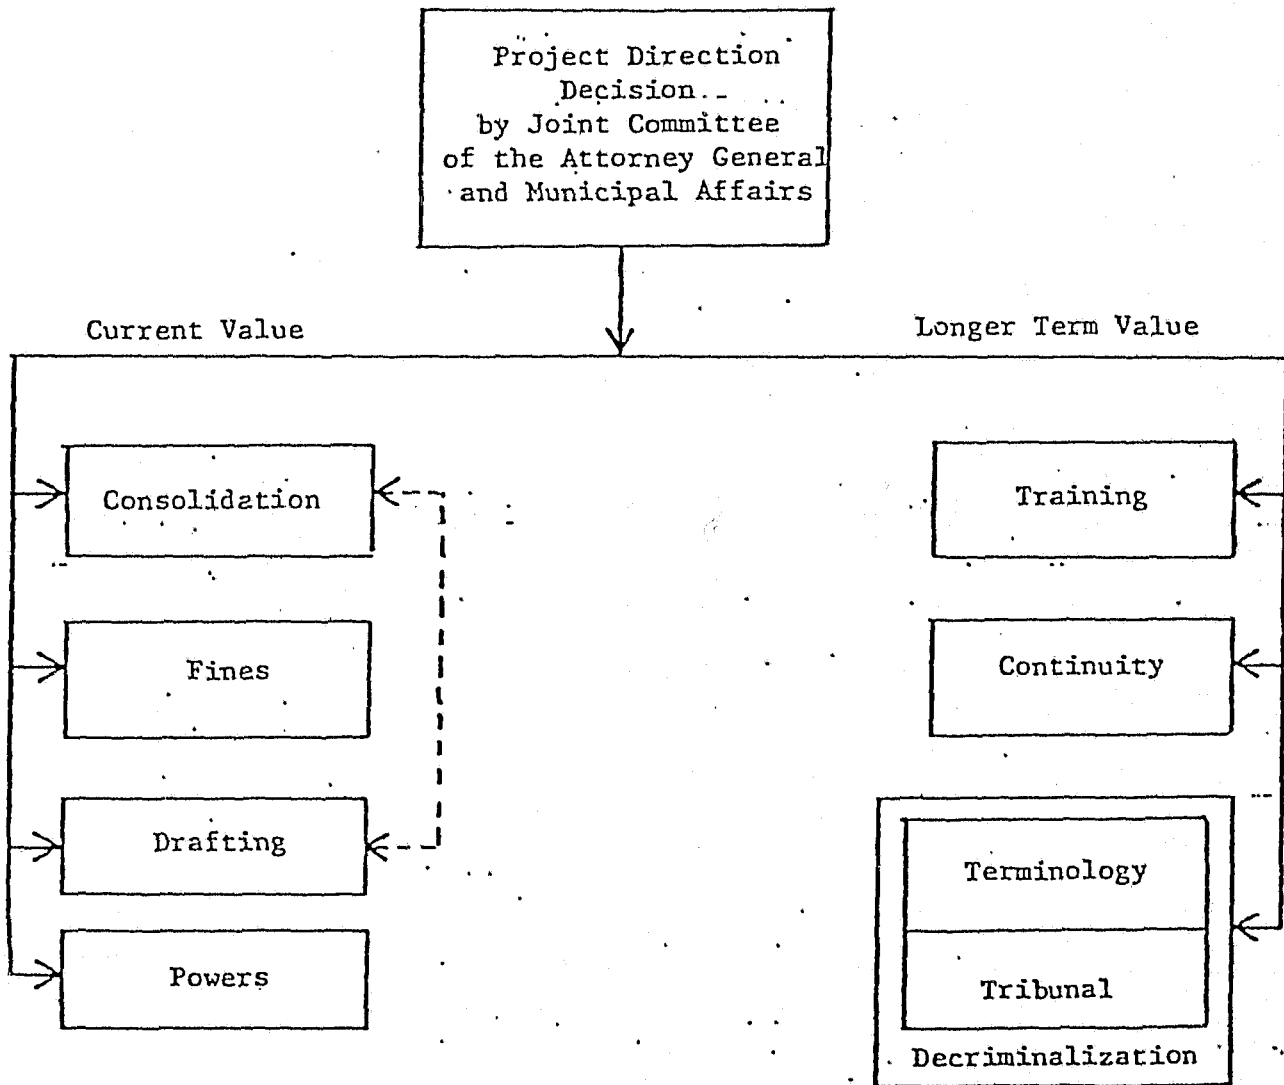 Project Direction
Decision
by Joint Committee
of the Attorney General
and Municipal Affairs
Current Value
Longer Term Value
Consolidation
Fines
Drafting
Powers
Training
Continuity
Terminology
Tribunal
Decriminalization